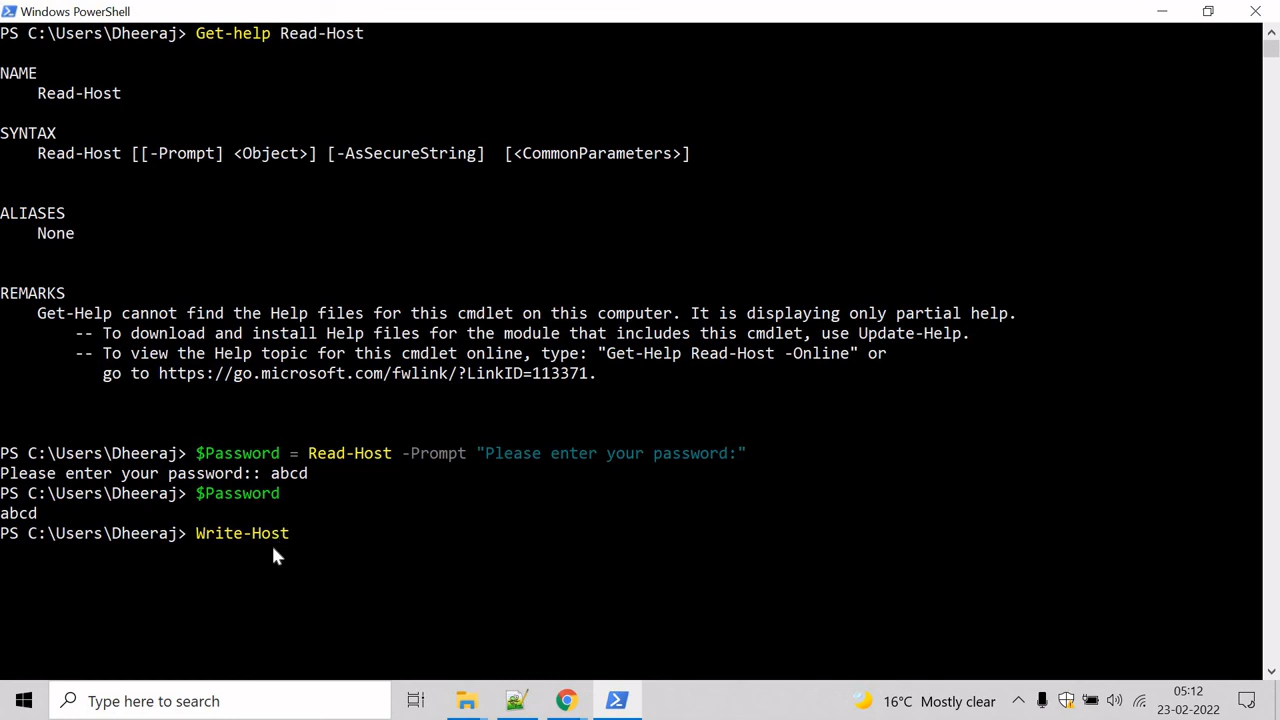 Windows PowerShell
PS C:\Users\Dheeraj> Get-help Read-Host
NAME
Read-Host
SYNTAX
Read-Host [[-Prompt] <Object>] [-AsSecureString]  [<CommonParameters>]
ALIASES
None
REMARKS
Get-Help cannot find the Help files for this cmdlet on this computer. It is displaying only partial help.
-- To download and install Help files for the module that includes this cmdlet, use Update-Help.
-- To view the Help topic for this cmdlet online, type: "Get-Help Read-Host -Online" or
go to https://go.microsoft.com/fwlink/?LinkID=113371.
PS C:\Users\Dheeraj> $Password = Read-Host -Prompt "Please enter your password:"
Please enter your password:: abcd
PS C:\Users\Dheeraj> $Password
abcd
PS C:\Users\Dheeraj> Write-Host
Type here to search
16°C Mostly clear
05:12
23-02-2022